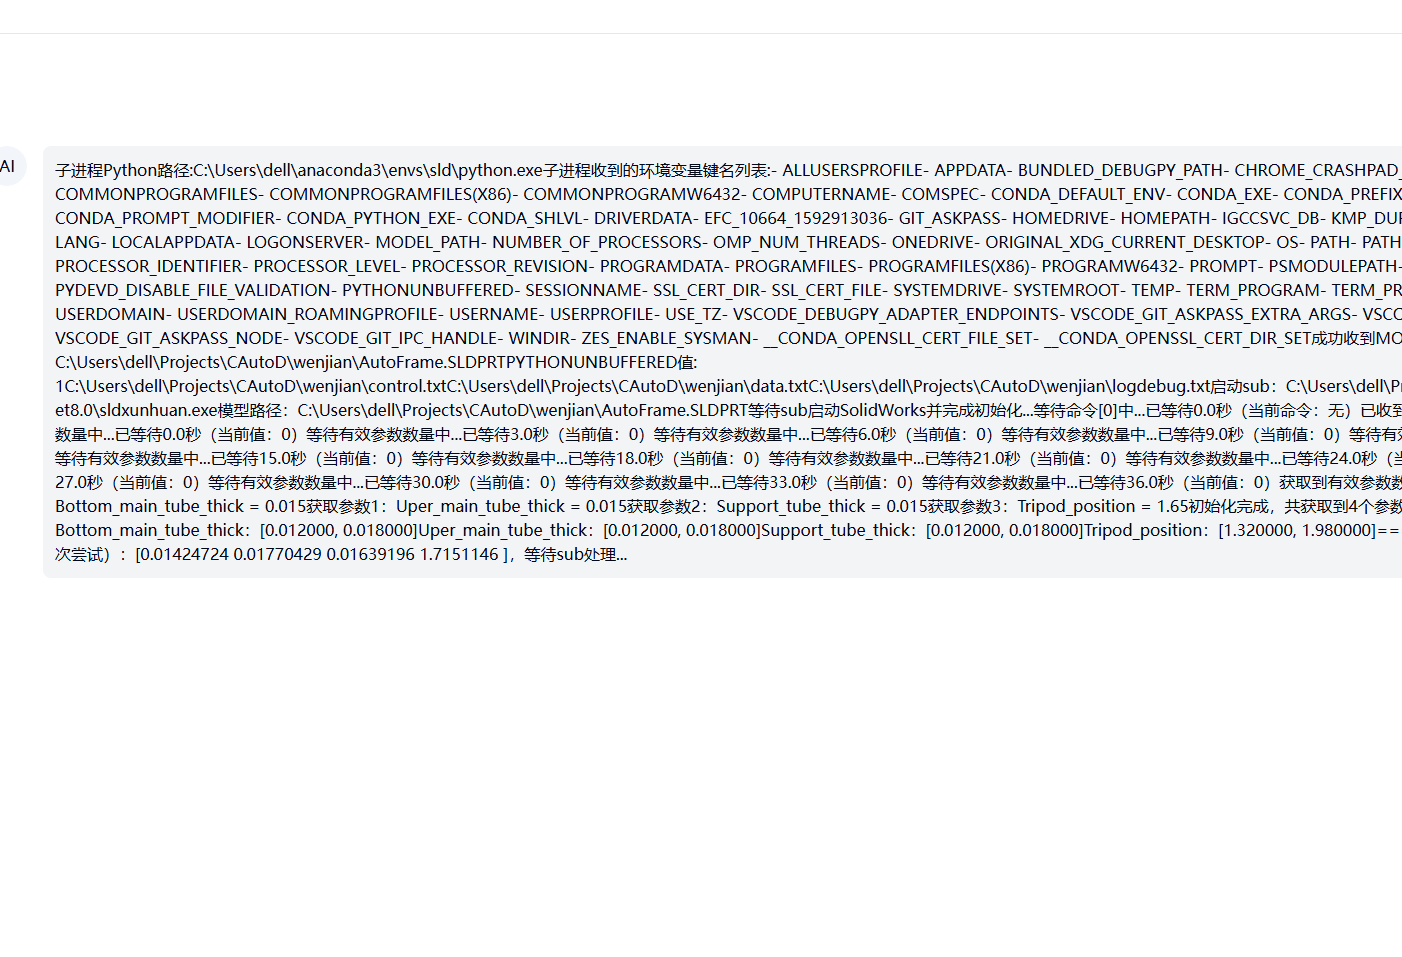 AI
子进程Python路径:C:\Users\dell\anaconda3\envs\sld\python.exe子进程收到的环境变量键名列表:- ALLUSERSPROFILE- APPDATA- BUNDLED_DEBUGPY_PATH- CHROME_CRASHPAD_
COMMONPROGRAMFILES- COMMONPROGRAMFILES(X86)- COMMONPROGRAMW6432- COMPUTERNAME- COMSPEC- CONDA_DEFAULT_ENV- CONDA_EXE- CONDA_PREFIX
CONDA_PROMPT_MODIFIER- CONDA_PYTHON_EXE- CONDA_SHLVL- DRIVERDATA- EFC_10664_1592913036- GIT_ASKPASS- HOMEDRIVE- HOMEPATH- IGCCSVC_DB- KMP_DUP
LANG- LOCALAPPDATA- LOGONSERVER- MODEL_PATH- NUMBER_OF_PROCESSORS- OMP_NUM_THREADS- ONEDRIVE- ORIGINAL_XDG_CURRENT_DESKTOP- OS- PATH- PATH
PROCESSOR_IDENTIFIER- PROCESSOR_LEVEL- PROCESSOR_REVISION- PROGRAMDATA- PROGRAMFILES- PROGRAMFILES(X86)- PROGRAMW6432- PROMPT- PSMODULEPATH-
PYDEVD_DISABLE_FILE_VALIDATION- PYTHONUNBUFFERED- SESSIONNAME- SSL_CERT_DIR- SSL_CERT_FILE- SYSTEMDRIVE- SYSTEMROOT- TEMP- TERM_PROGRAM- TERM_PR
USERDOMAIN- USERDOMAIN_ROAMINGPROFILE- USERNAME- USERPROFILE- USE_TZ- VSCODE_DEBUGPY_ADAPTER_ENDPOINTS- VSCODE_GIT_ASKPASS_EXTRA_ARGS- VSCO
VSCODE_GIT_ASKPASS_NODE- VSCODE_GIT_IPC_HANDLE- WINDIR- ZES_ENABLE_SYSMAN- __CONDA_OPENSLL_CERT_FILE_SET- __CONDA_OPENSSL_CERT_DIR_SET成功收到MO
C:\Users\dell\Projects\CAutoD\wenjian\AutoFrame.SLDPRTPYTHONUNBUFFERED值:
1C:\Users\dell\Projects\CAutoD\wenjian\control.txtC:\Users\dell\Projects\CAutoD\wenjian\data.txtC:\Users\dell\Projects\CAutoD\wenjian\logdebug.txt启动sub：C:\Users\dell\Pr
et8.0\sldxunhuan.exe模型路径：C:\Users\dell\Projects\CAutoD\wenjian\AutoFrame.SLDPRT等待sub启动SolidWorks并完成初始化...等待命令[0]中...已等待0.0秒（当前命令：无）已收到
数量中...已等待0.0秒（当前值：0）等待有效参数数量中...已等待3.0秒（当前值：0）等待有效参数数量中...已等待6.0秒（当前值：0）等待有效参数数量中...已等待9.0秒（当前值：0）等待有效
等待有效参数数量中...已等待15.0秒（当前值：0）等待有效参数数量中...已等待18.0秒（当前值：0）等待有效参数数量中...已等待21.0秒（当前值：0）等待有效参数数量中...已等待24.0秒（当
27.0秒（当前值：0）等待有效参数数量中...已等待30.0秒（当前值：0）等待有效参数数量中...已等待33.0秒（当前值：0）等待有效参数数量中...已等待36.0秒（当前值：0）获取到有效参数数
Bottom_main_tube_thick = 0.015获取参数1：Uper_main_tube_thick = 0.015获取参数2：Support_tube_thick = 0.015获取参数3：Tripod_position = 1.65初始化完成，共获取到4个参数
Bottom_main_tube_thick：[0.012000, 0.018000]Uper_main_tube_thick：[0.012000, 0.018000]Support_tube_thick：[0.012000, 0.018000]Tripod_position：[1.320000, 1.980000]==
次尝试）：[0.01424724 0.01770429 0.01639196 1.7151146 ]，等待sub处理...